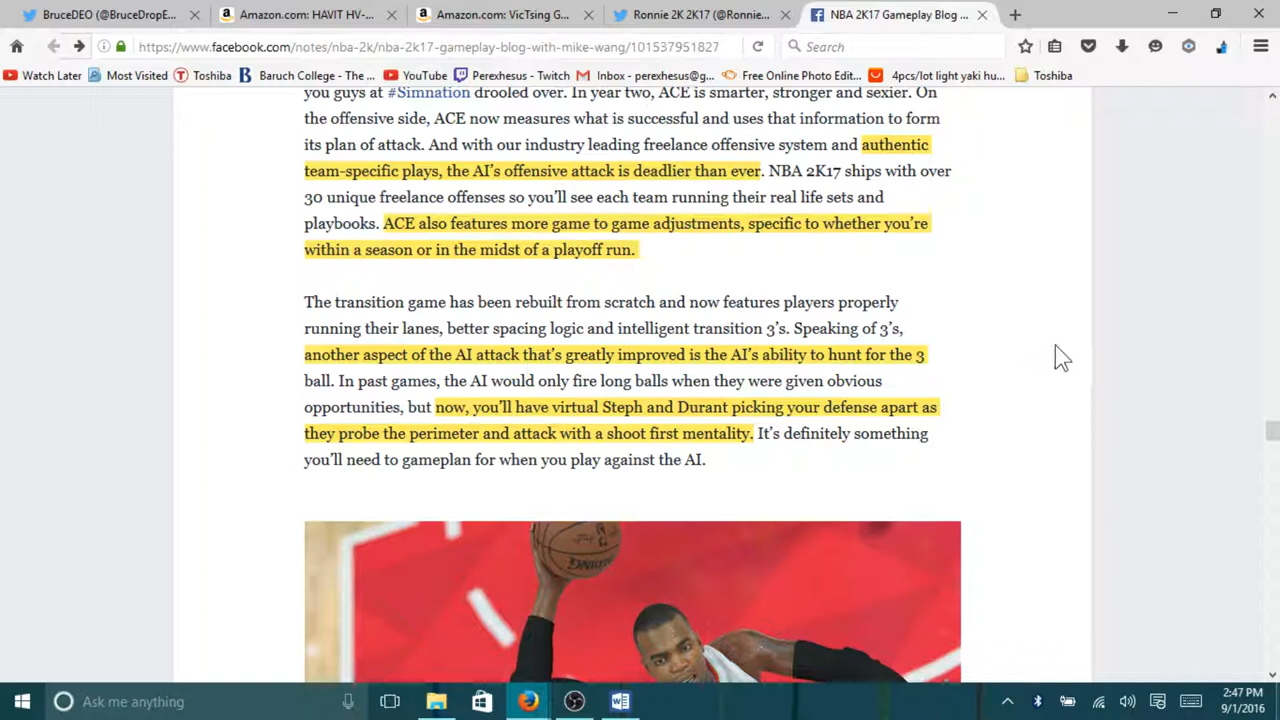 BruceDEO (@BruceDropE...
Amazon.com: HAVIT HV-...
Amazon.com: VicTsing G...
Ronnie 2K 2K17 (@Ronnie...
NBA 2K17 Gameplay Blog ...
https://www.facebook.com/notes/nba-2k/nba-2k17-gameplay-blog-with-mike-wang/101537951827
Search
Watch Later
Most Visited
Toshiba
Baruch College - The ...
YouTube
Perexhesus - Twitch
Inbox - perexhesus@g...
Free Online Photo Edit...
4pcs/lot light yaki hu...
Toshiba
you guys at #Simnation drooled over. In year two, ACE is smarter, stronger and sexier. On
the offensive side, ACE now measures what is successful and uses that information to form
its plan of attack. And with our industry leading freelance offensive system and authentic
team-specific plays, the AI's offensive attack is deadlier than ever. NBA 2K17 ships with over
30 unique freelance offenses so you'll see each team running their real life sets and
playbooks. ACE also features more game to game adjustments, specific to whether you're
within a season or in the midst of a playoff run.
The transition game has been rebuilt from scratch and now features players properly
running their lanes, better spacing logic and intelligent transition 3's. Speaking of 3's,
another aspect of the AI attack that's greatly improved is the AI's ability to hunt for the 3
ball. In past games, the AI would only fire long balls when they were given obvious
opportunities, but now, you'll have virtual Steph and Durant picking your defense apart as
they probe the perimeter and attack with a shoot first mentality. It's definitely something
you'll need to gameplan for when you play against the AI.
Ask me anything
2:47 PM
9/1/2016